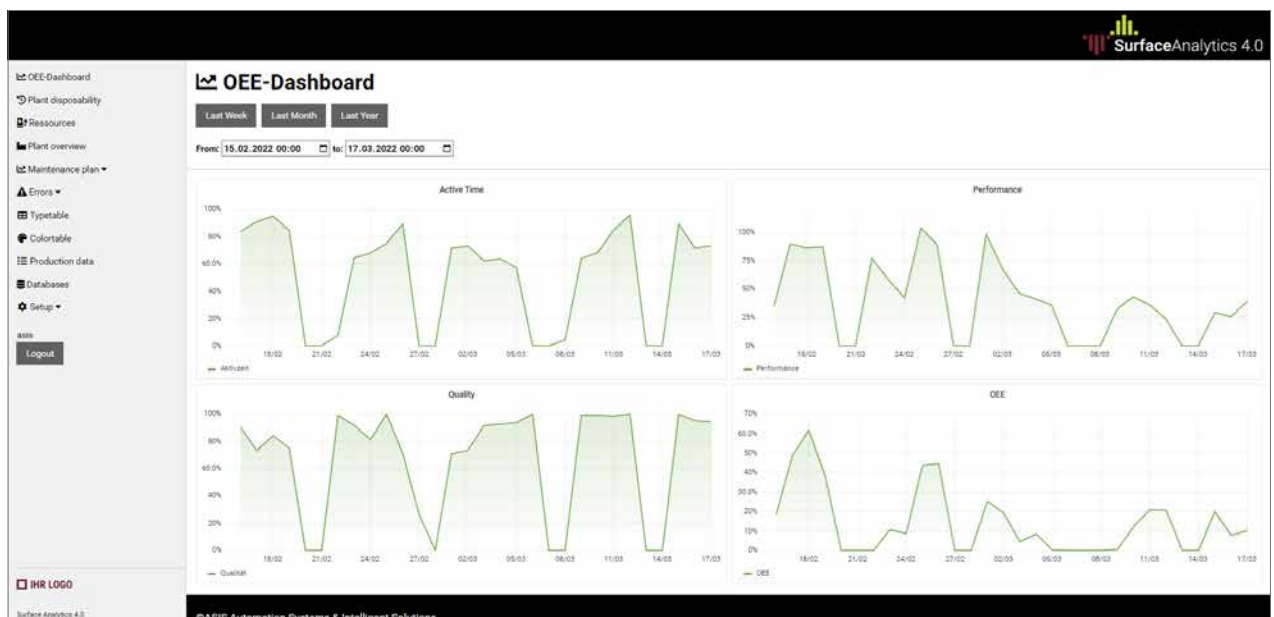 SurfaceAnalytics 4.0
OEE-Dashboard
Plant disposability
Ressources
Plant overview
Maintenance plan
Errors
Typetable
Colortable
Production data
Databases
Setup
asis
Logout
IHR LOGO
Surface Analytics 4.0
OEE-Dashboard
Last Week Last Month Last Year
From: 15.02.2022 00:00 to: 17.03.2022 00:00
Active Time
100%
80%
60.0%
40%
20%
0%
18/02 21/02 24/02 27/02 02/03 05/03 08/03 11/03 14/03 17/03
Aktivzeit
Performance
100%
75%
50%
25%
0%
18/02 21/02 24/02 27/02 02/03 05/03 08/03 11/03 14/03 17/03
Performance
Quality
100%
80%
60.0%
40%
20%
0%
18/02 21/02 24/02 27/02 02/03 05/03 08/03 11/03 14/03 17/03
Qualität
OEE
70%
60.0%
50%
40%
30.0%
20%
10%
0%
18/02 21/02 24/02 27/02 02/03 05/03 08/03 11/03 14/03 17/03
OEE
©ASIS Automation Systems & Intelligent Solutions